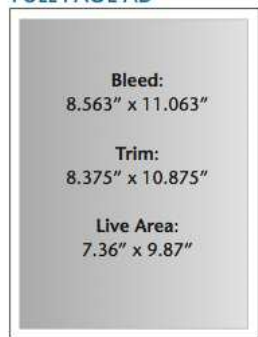 Bleed:
8.563” x 11.063”
Trim:
8.375” x 10.875”
Live Area:
7.36” x 9.87”